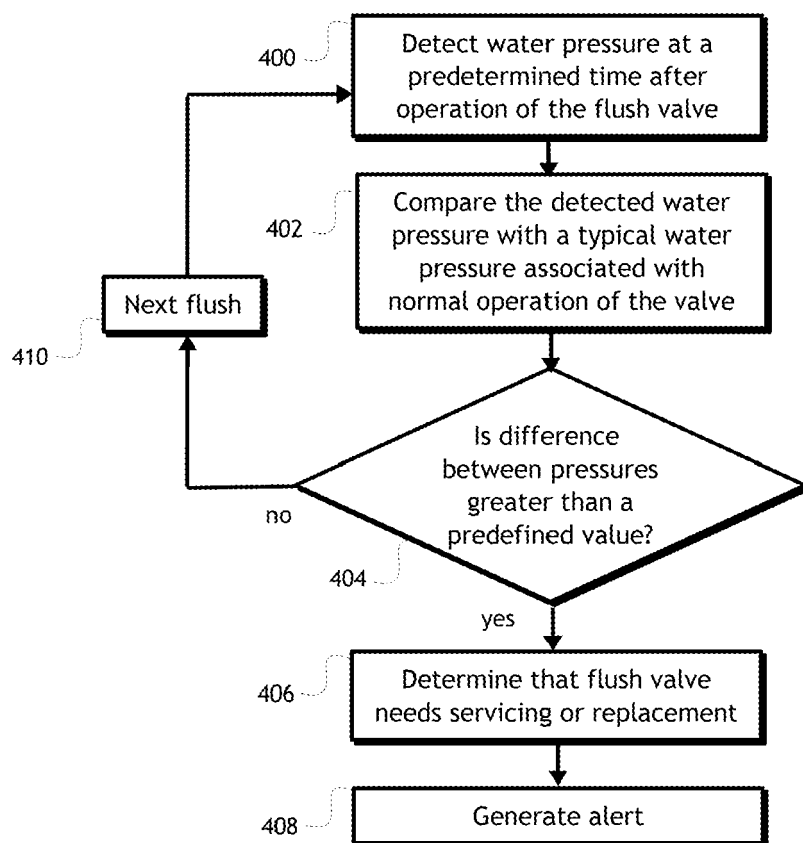 400
Detect water pressure at a
predetermined time after
operation of the flush valve
402
Compare the detected water
pressure with a typical water
pressure associated with
normal operation of the valve
Next flush
410
Is difference
between pressures
greater than a
predefined value?
no
404
yes
406
Determine that flush valve
needs servicing or replacement
408
Generate alert